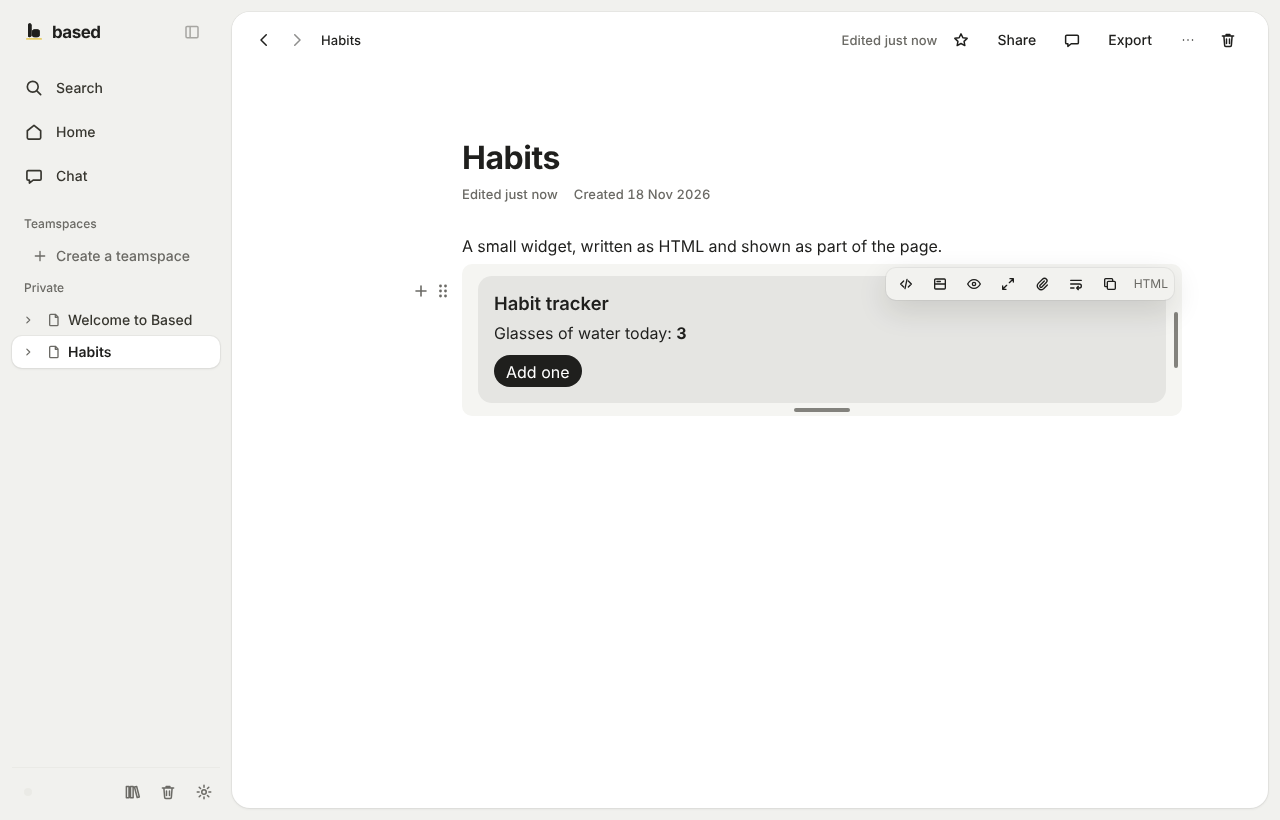 based
Search
Home
Chat
Teamspaces
Create a teamspace
Private
Welcome to Based
Habits
Habits
Edited just now
Share
Export
Habits
Edited just now Created 18 Nov 2026
A small widget, written as HTML and shown as part of the page.
HTML
Habit tracker
Glasses of water today: 3
Add one